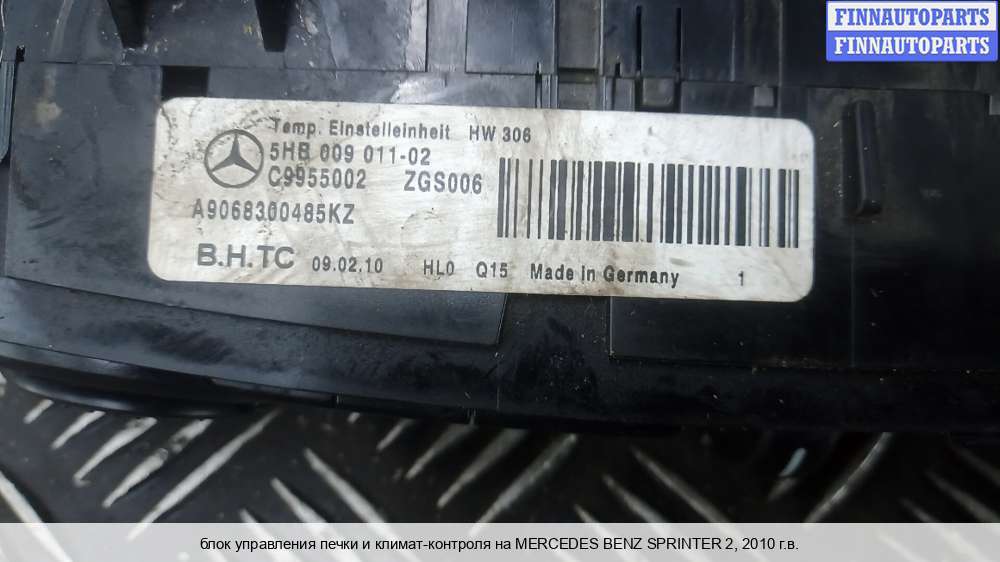 FINNAUTOPARTS
FINNAUTOPARTS
Temp. Einstelleinheit HW 306
5HB 009 011-02
C9955002 ZGS006
A9068300485KZ
B.H.TC 09.02.10 HL0 Q15 Made in Germany 1
блок управления печки и климат-контроля на MERCEDES BENZ SPRINTER 2, 2010 г.в.